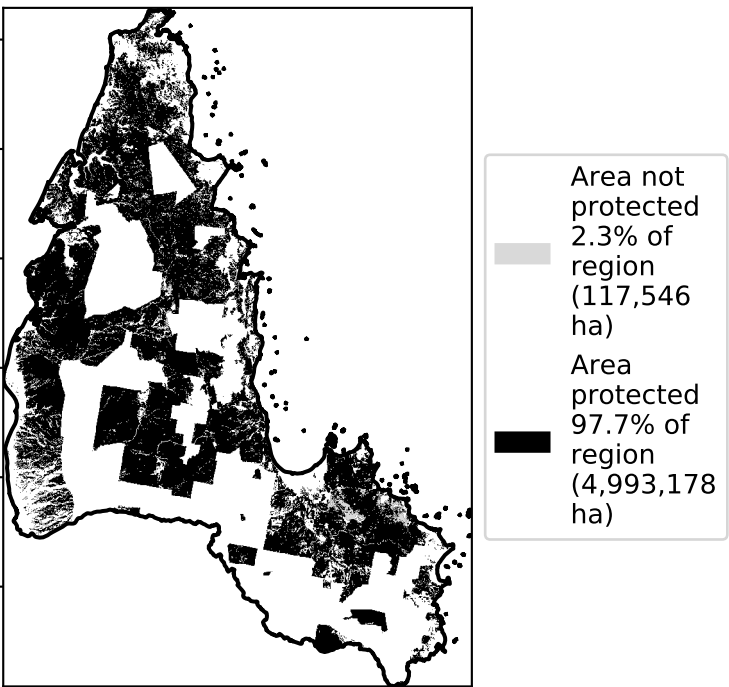 Area not
protected
2.3% of
region
(117,546
ha)
Area
protected
97.7% of
region
(4,993,178
ha)